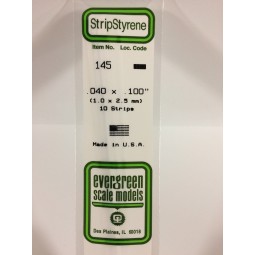 StripStyrene
Item No. Loc. Code
145
.040 x .100"
(1.0 x 2.5 mm)
10 Strips
Made in U.S.A.
evergreen
scale models
Des Plaines, IL 60018